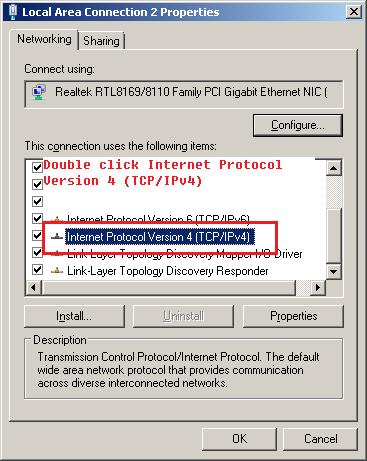 Local Area Connection 2 Properties
Networking
Sharing
Connect using:
Realtek RTL8169/8110 Family PCI Gigabit Ethernet NIC (
Configure...
This connection uses the following items:
Double click Internet Protocol
Version 4 (TCP/IPv4)
Internet Protocol Version 6 (TCP/IPv6)
Internet Protocol Version 4 (TCP/IPv4)
Link-Layer Topology Discovery Mapper I/O Driver
Link-Layer Topology Discovery Responder
Install...
Uninstall
Properties
Description
Transmission Control Protocol/Internet Protocol. The default
wide area network protocol that provides communication
across diverse interconnected networks.
OK
Cancel